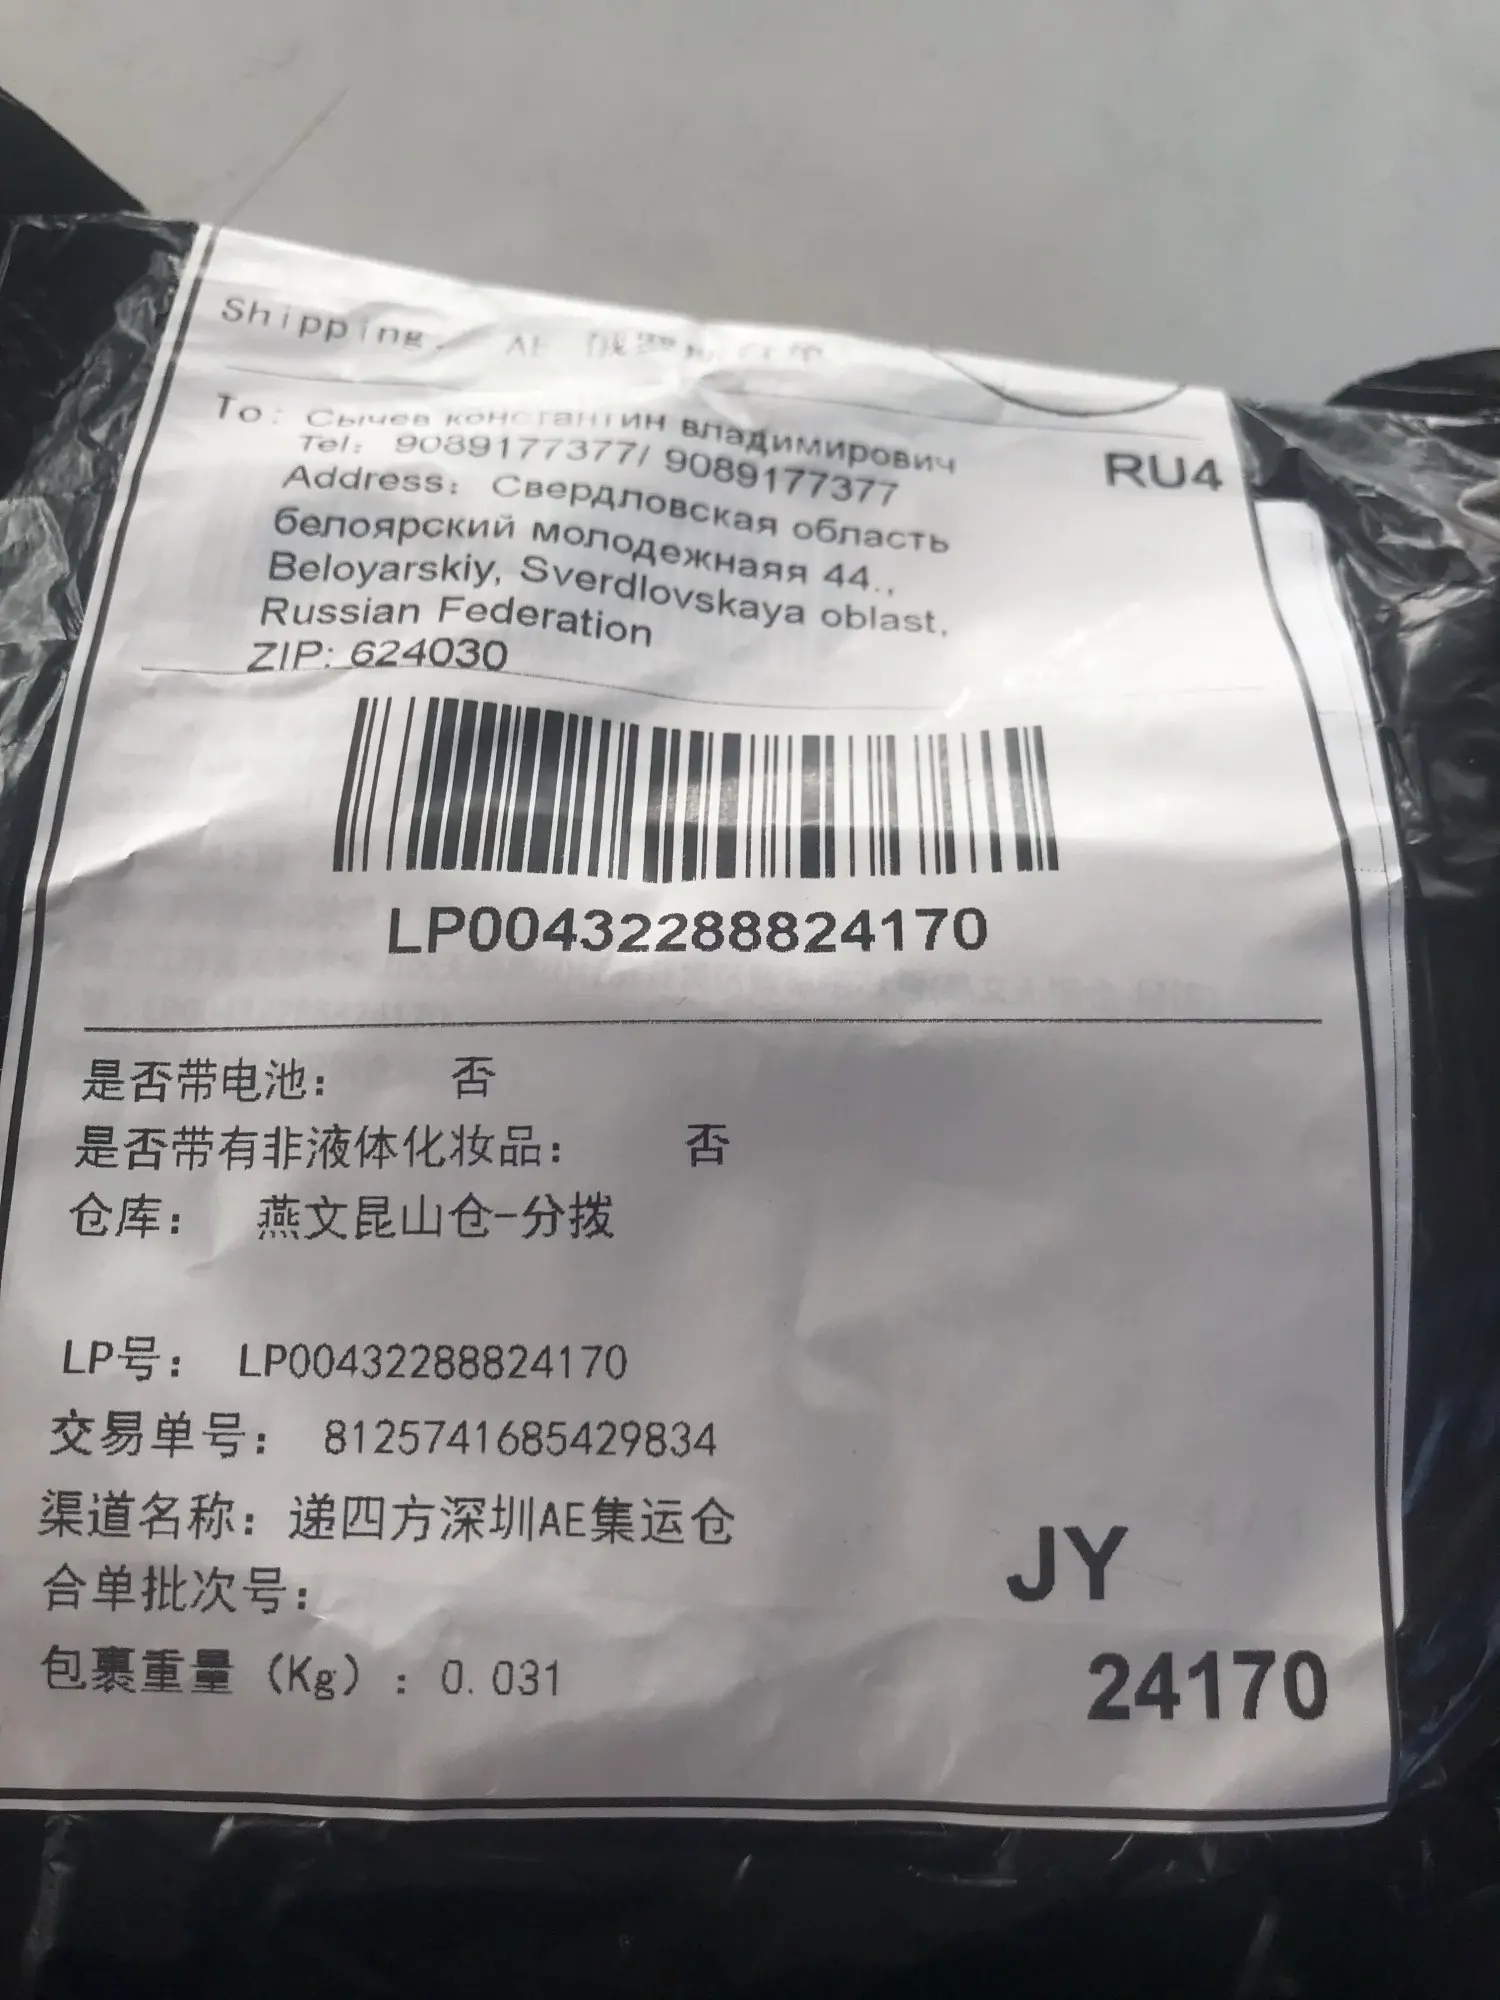 Shipping:
To: Сычев константин владимирович
RU4
Tel: 9089177377/ 9089177377
Address: Свердловская обпасть
белоярский молодежнаяя 44.,
Beloyarskiy, Sverdlovskaya oblast,
Russian Federation
ZIP: 624030
LP00432288824170
是否带电池： 否
是否带有非液体化妆品： 否
仓库： 燕文昆山仓-分拨
LP号： LP00432288824170
交易单号： 8125741685429834
渠道名称：递四方深圳AE集运仓
合单批次号：
包裹重量（Kg）：0.031
JY
24170